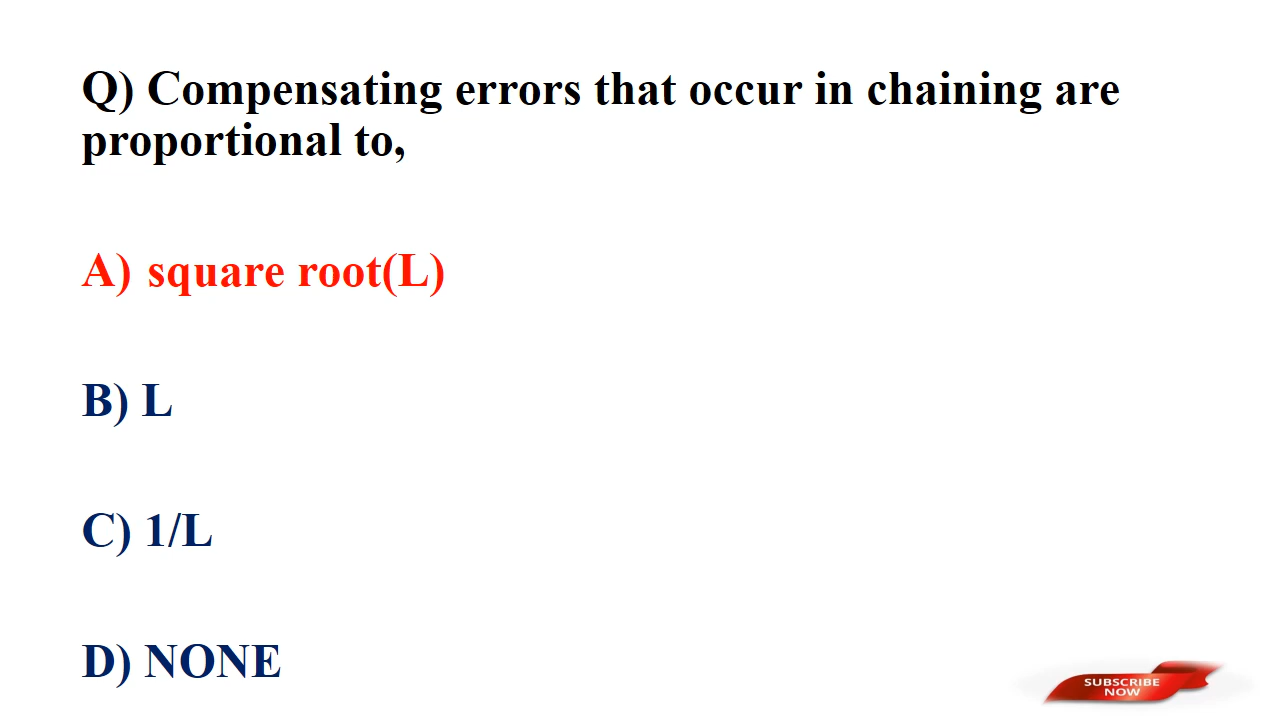 Q) Compensating errors that occur in chaining are
proportional to,
A) square root(L)
B) L
C) 1/L
D) NONE
SUBSCRIBE
NOW